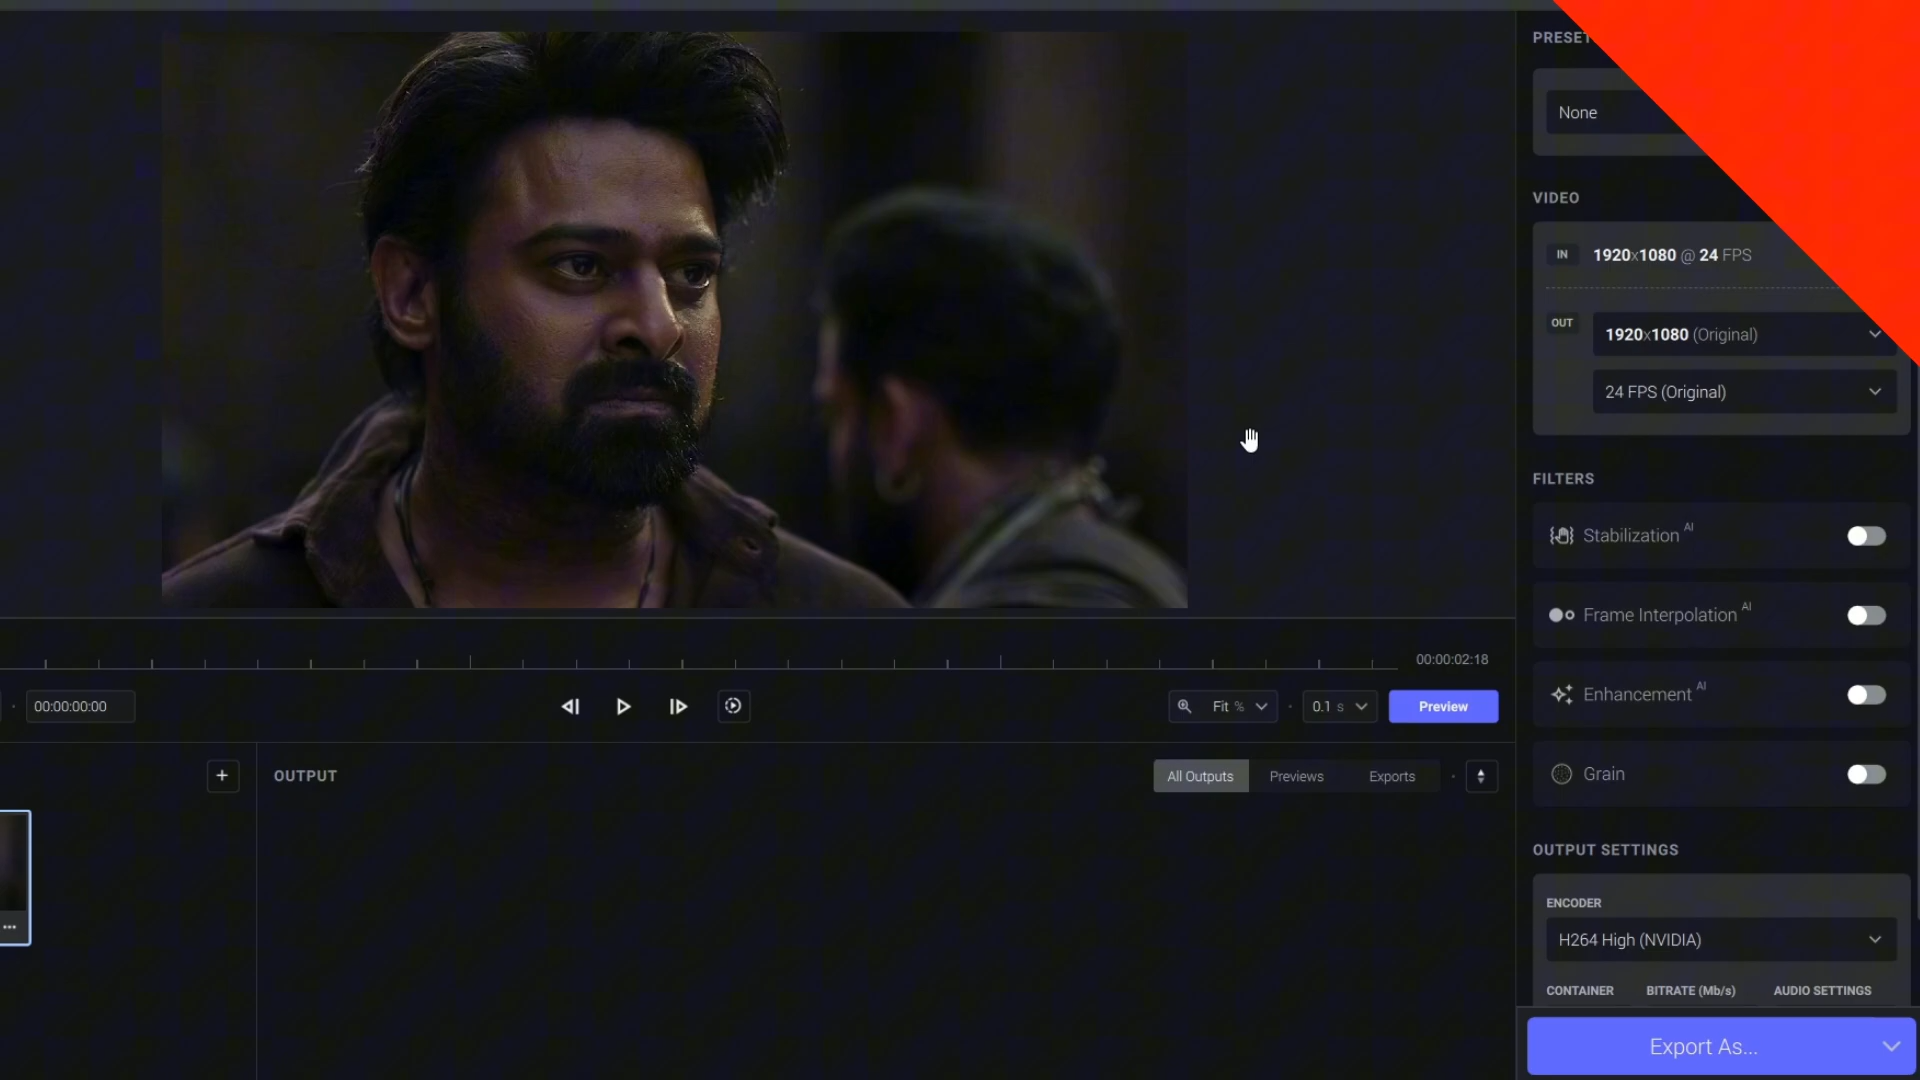 PRESET
None
VIDEO
IN 1920x1080 @ 24 FPS
OUT 1920x1080 (Original)
24 FPS (Original)
FILTERS
Stabilization AI
Frame Interpolation AI
Enhancement AI
Grain
OUTPUT SETTINGS
ENCODER
H264 High (NVIDIA)
CONTAINER BITRATE (Mb/s) AUDIO SETTINGS
Export As...
00:00:02:18
00:00:00:00
Fit %
0.1 s
Preview
OUTPUT
All Outputs Previews Exports